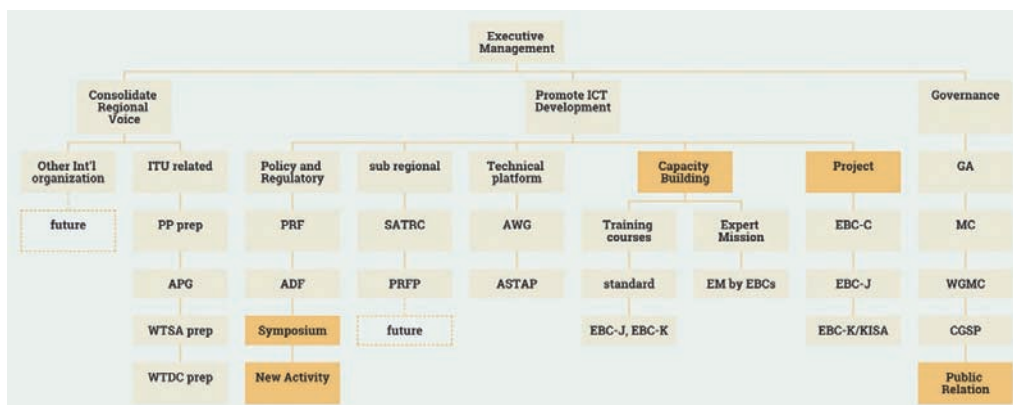 Executive
Management
Consolidate
Regional
Voice
Promote ICT
Development
Governance
Other Int'l
organization
ITU related
Policy and
Regulatory
sub regional
Technical
platform
Capacity
Building
Project
GA
future
PP prep
PRF
SATRC
AWG
Training
courses
Expert
Mission
EBC-C
MC
APG
ADF
PRFP
ASTAP
standard
EM by EBCs
EBC-J
WGMC
WTSA prep
Symposium
future
EBC-J, EBC-K
EBC-K/KISA
CGSP
WTDC prep
New Activity
Public
Relation